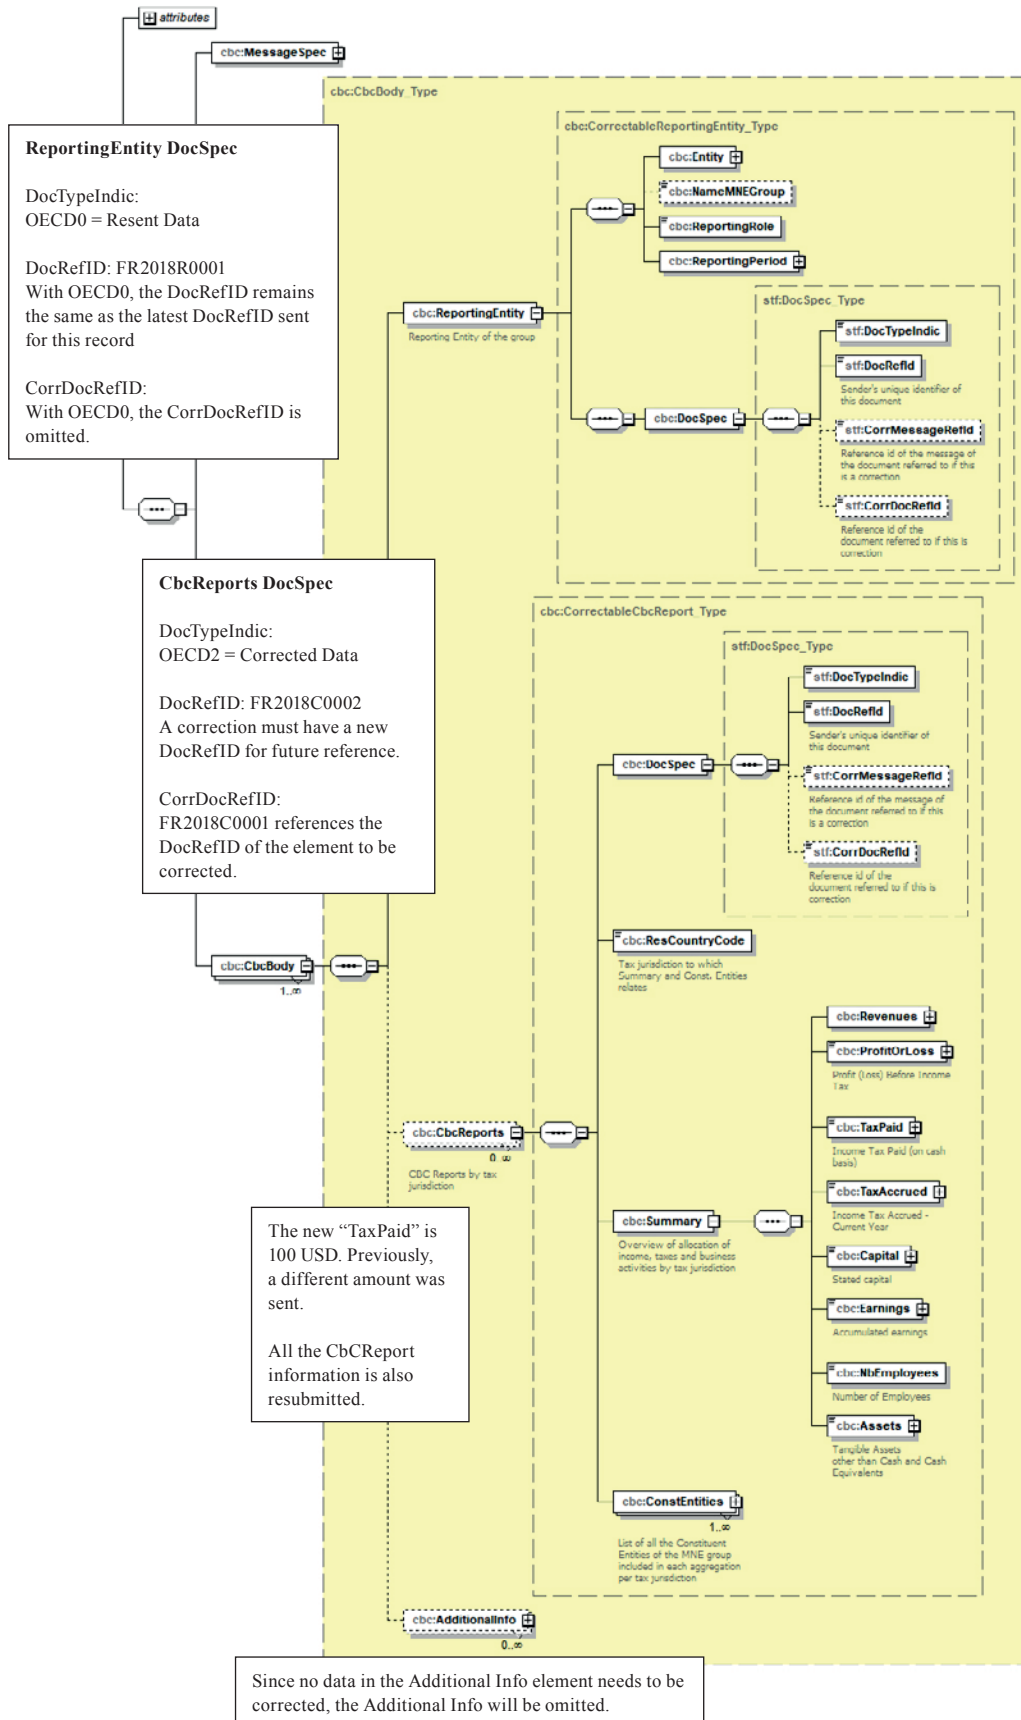 attributes
cbc:MessageSpec
cbc:CbcBody_Type
ReportingEntity DocSpec
DocTypeIndic:
OECD0 = Resent Data
DocRefID: FR2018R0001
With OECD0, the DocRefID remains
the same as the latest DocRefID sent
for this record
CorrDocRefID:
With OECD0, the CorrDocRefID is
omitted.
cbc:CorrectableReportingEntity_Type
cbc:Entity
cbc:NameMNEGroup
cbc:ReportingRole
cbc:ReportingPeriod
cbc:ReportingEntity
Reporting Entity of the group
stf:DocSpec_Type
stf:DocTypeIndic
stf:DocRefId
Sender's unique identifier of
this document
cbc:DocSpec
stf:CorrMessageRefId
Reference id of the message of
the document referred to if this
is a correction
stf:CorrDocRefId
Reference id of the
document referred to if this is
correction
CbcReports DocSpec
DocTypeIndic:
OECD2 = Corrected Data
DocRefID: FR2018C0002
A correction must have a new
DocRefID for future reference.
CorrDocRefID:
FR2018C0001 references the
DocRefID of the element to be
corrected.
cbc:CorrectableCbcReport_Type
stf:DocSpec_Type
stf:DocTypeIndic
stf:DocRefId
Sender's unique identifier of
this document
cbc:DocSpec
stf:CorrMessageRefId
Reference id of the message of
the document referred to if this
is a correction
stf:CorrDocRefId
Reference id of the
document referred to if this is
correction
cbc:ResCountryCode
Tax jurisdiction to which
Summary and Const. Entities
relates
cbc:CbcBody
1..∞
cbc:Revenues
cbc:ProfitOrLoss
Profit (Loss) Before Income
Tax
cbc:CbcReports
0..∞
CBC Reports by tax
jurisdiction
cbc:TaxPaid
Income Tax Paid (on cash
basis)
cbc:TaxAccrued
Income Tax Accrued -
Current Year
cbc:Summary
Overview of allocation of
income, taxes and business
activities by tax jurisdiction
cbc:Capital
Stated capital
cbc:Earnings
Accumulated earnings
cbc:NbEmployees
Number of Employees
cbc:Assets
Tangible Assets
other than Cash and Cash
Equivalents
The new “TaxPaid” is
100 USD. Previously,
a different amount was
sent.
All the CbCReport
information is also
resubmitted.
cbc:ConstEntities
1..∞
List of all the Constituent
Entities of the MNE group
included in each aggregation
per tax jurisdiction
cbc:AdditionalInfo
0..∞
Since no data in the Additional Info element needs to be
corrected, the Additional Info will be omitted.